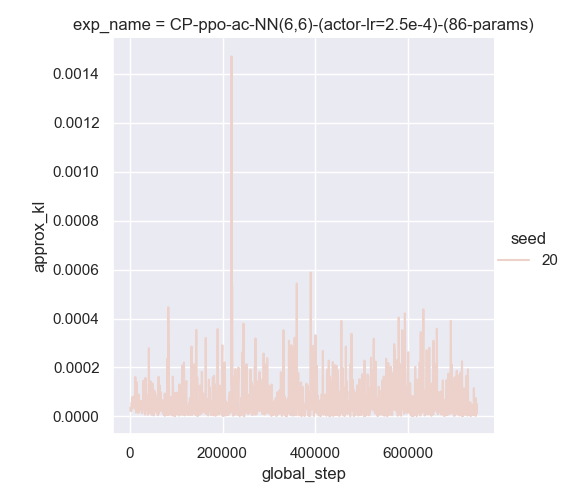 exp_name = CP-ppo-ac-NN(6,6)-(actor-lr=2.5e-4)-(86-params)
0.0014
0.0012
0.0010
0.0008
0.0006
0.0004
0.0002
0.0000
approx_kl
0 200000 400000 600000
global_step
seed
20